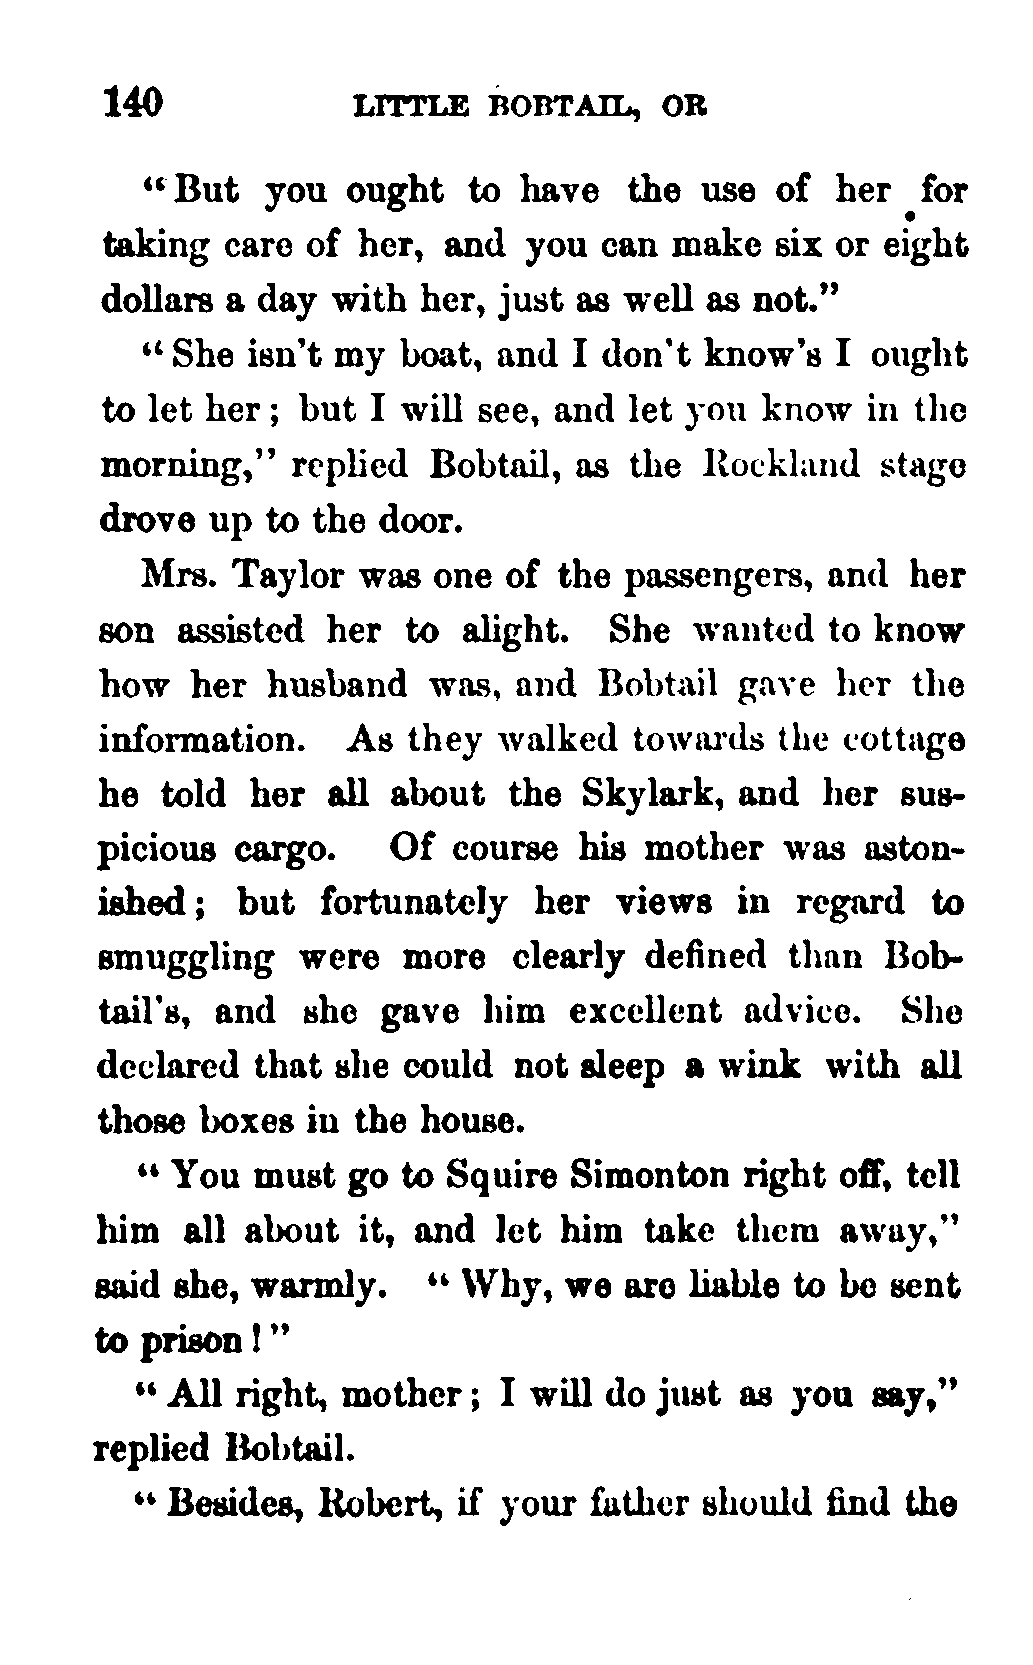 140 LITTLE BOBTAIL, OR
“But you ought to have the use of her for
taking care of her, and you can make six or eight
dollars a day with her, just as well as not.”
“She isn't my boat, and I don't know's I ought
to let her; but I will see, and let you know in the
morning,” replied Bobtail, as the Rockland stage
drove up to the door.
Mrs. Taylor was one of the passengers, and her
son assisted her to alight. She wanted to know
how her husband was, and Bobtail gave her the
information. As they walked towards the cottage
he told her all about the Skylark, and her sus-
picious cargo. Of course his mother was aston-
ished; but fortunately her views in regard to
smuggling were more clearly defined than Bob-
tail's, and she gave him excellent advice. She
declared that she could not sleep a wink with all
those boxes in the house.
“You must go to Squire Simonton right off, tell
him all about it, and let him take them away,”
said she, warmly. “Why, we are liable to be sent
to prison!”
“All right, mother; I will do just as you say,”
replied Bobtail.
“Besides, Robert, if your father should find the